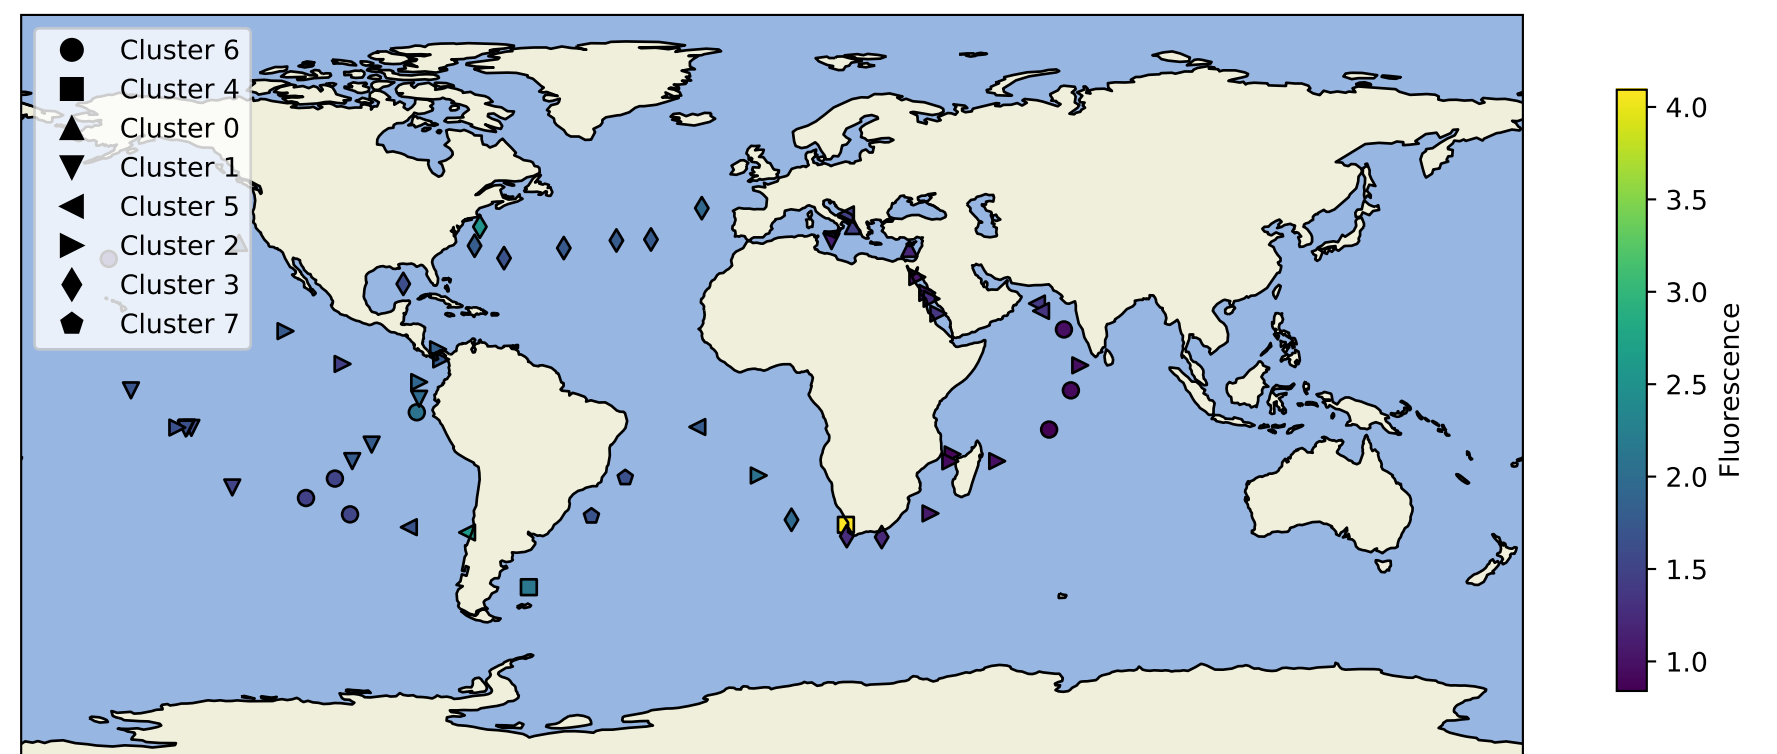 Cluster 6
Cluster 4
Cluster 0
Cluster 1
Cluster 5
Cluster 2
Cluster 3
Cluster 7
4.0
3.5
3.0
2.5
2.0
1.5
1.0
Fluorescence